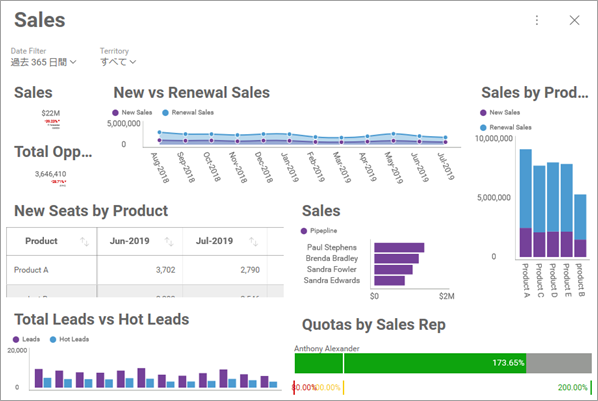 Sales
Date Filter
過去 365 日間
Territory
すべて
Sales
$22M
Total Opp...
3,646,410
New vs Renewal Sales
New Sales
Renewal Sales
5,000,000
0
Aug-2018
Sep-2018
Oct-2018
Nov-2018
Dec-2018
Jan-2019
Feb-2019
Mar-2019
Apr-2019
May-2019
Jun-2019
Jul-2019
Sales by Prod...
New Sales
Renewal Sales
10,000,000
5,000,000
0
Product A
Product C
Product D
Product E
product B
New Seats by Product
Product Jun-2019 Jul-2019
Product A 3,702 2,790
Sales
Pipepline
Paul Stephens
Brenda Bradley
Sandra Fowler
Sandra Edwards
$0 $2M
Total Leads vs Hot Leads
Leads
Hot Leads
20,000
0
Quotas by Sales Rep
Anthony Alexander
173.65%
200.00%